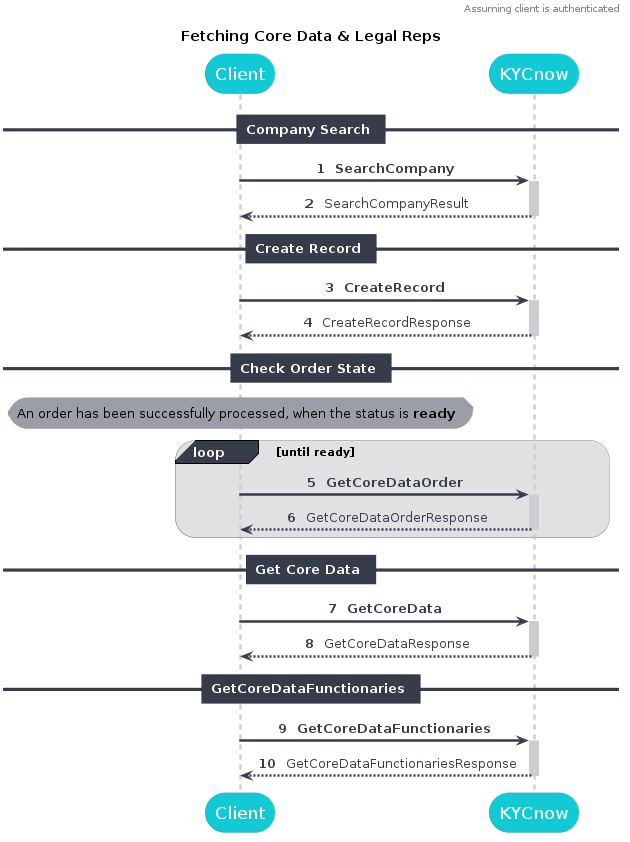 Assuming client is authenticated
Fetching Core Data & Legal Reps
Client KYCnow
Company Search
1 SearchCompany
2 SearchCompanyResult
Create Record
3 CreateRecord
4 CreateRecordResponse
Check Order State
An order has been successfully processed, when the status is ready
loop [until ready]
5 GetCoreDataOrder
6 GetCoreDataOrderResponse
Get Core Data
7 GetCoreData
8 GetCoreDataResponse
GetCoreDataFunctionaries
9 GetCoreDataFunctionaries
10 GetCoreDataFunctionariesResponse
Client KYCnow